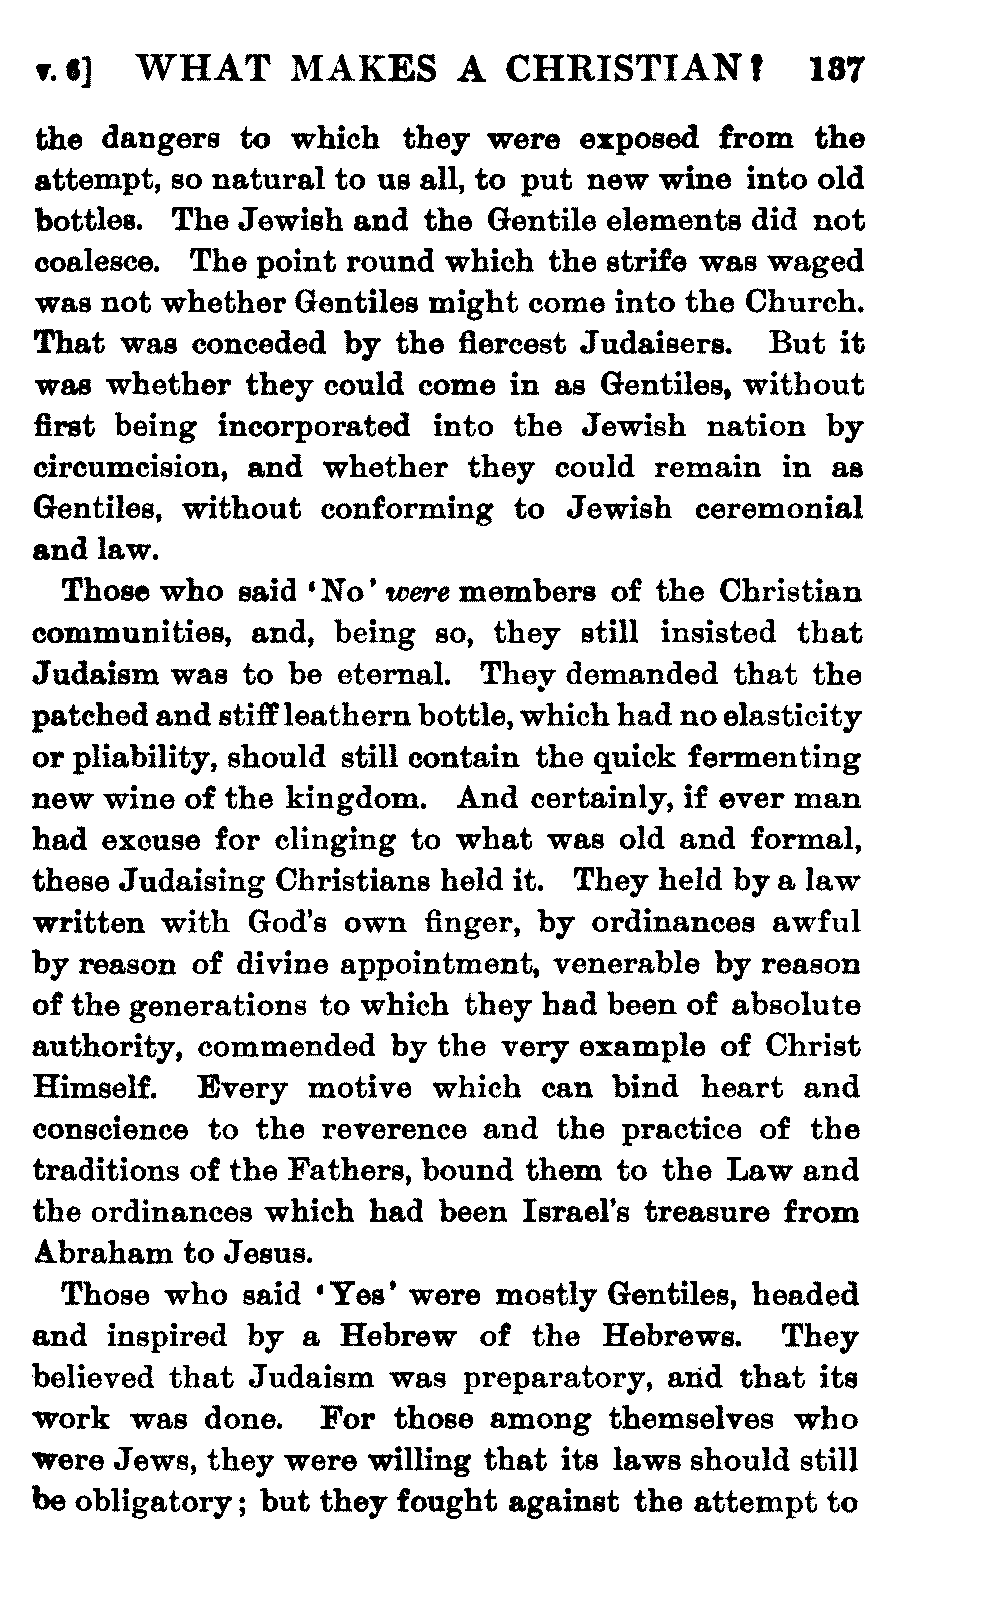 v. 6] WHAT MAKES A CHRISTIAN? 137
the dangers to which they were exposed from the
attempt, so natural to us all, to put new wine into old
bottles. The Jewish and the Gentile elements did not
coalesce. The point round which the strife was waged
was not whether Gentiles might come into the Church.
That was conceded by the fiercest Judaisers. But it
was whether they could come in as Gentiles, without
first being incorporated into the Jewish nation by
circumcision, and whether they could remain in as
Gentiles, without conforming to Jewish ceremonial
and law.
Those who said 'No' were members of the Christian
communities, and, being so, they still insisted that
Judaism was to be eternal. They demanded that the
patched and stiff leathern bottle, which had no elasticity
or pliability, should still contain the quick fermenting
new wine of the kingdom. And certainly, if ever man
had excuse for clinging to what was old and formal,
these Judaising Christians held it. They held by a law
written with God's own finger, by ordinances awful
by reason of divine appointment, venerable by reason
of the generations to which they had been of absolute
authority, commended by the very example of Christ
Himself. Every motive which can bind heart and
conscience to the reverence and the practice of the
traditions of the Fathers, bound them to the Law and
the ordinances which had been Israel's treasure from
Abraham to Jesus.
Those who said 'Yes' were mostly Gentiles, headed
and inspired by a Hebrew of the Hebrews. They
believed that Judaism was preparatory, and that its
work was done. For those among themselves who
were Jews, they were willing that its laws should still
be obligatory; but they fought against the attempt to